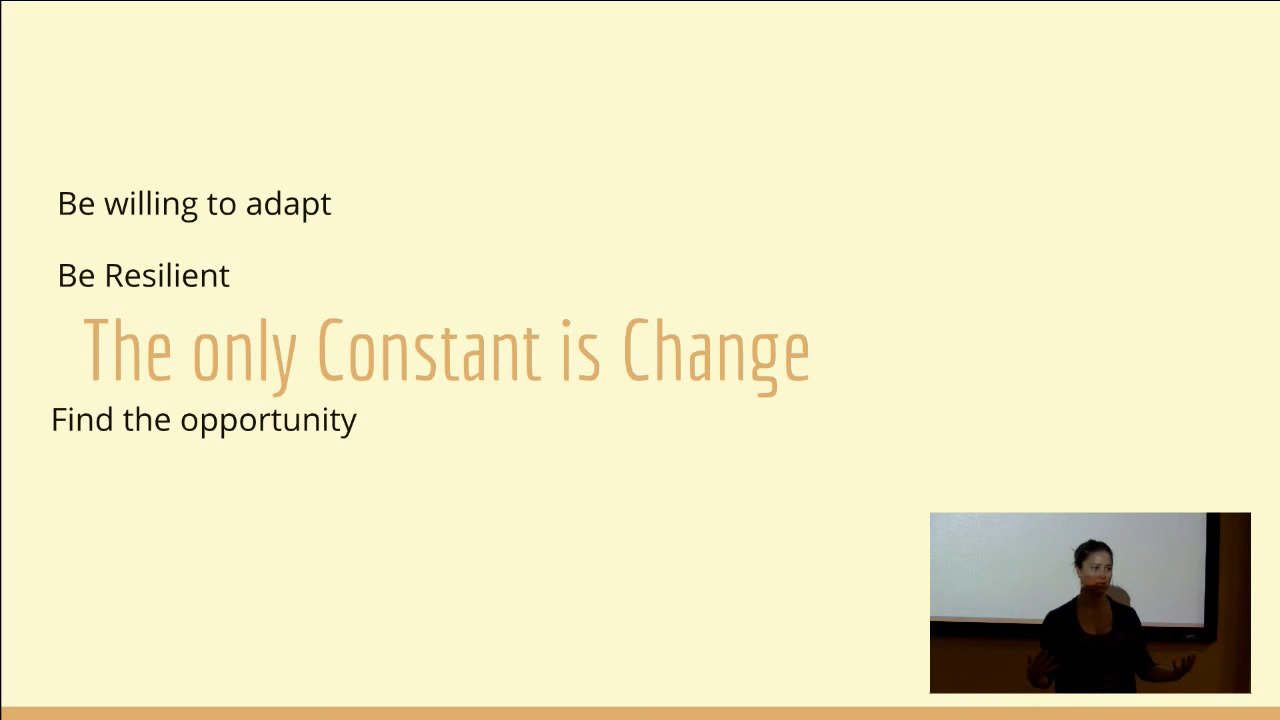 Be willing to adapt
Be Resilient
The only Constant is Change
Find the opportunity